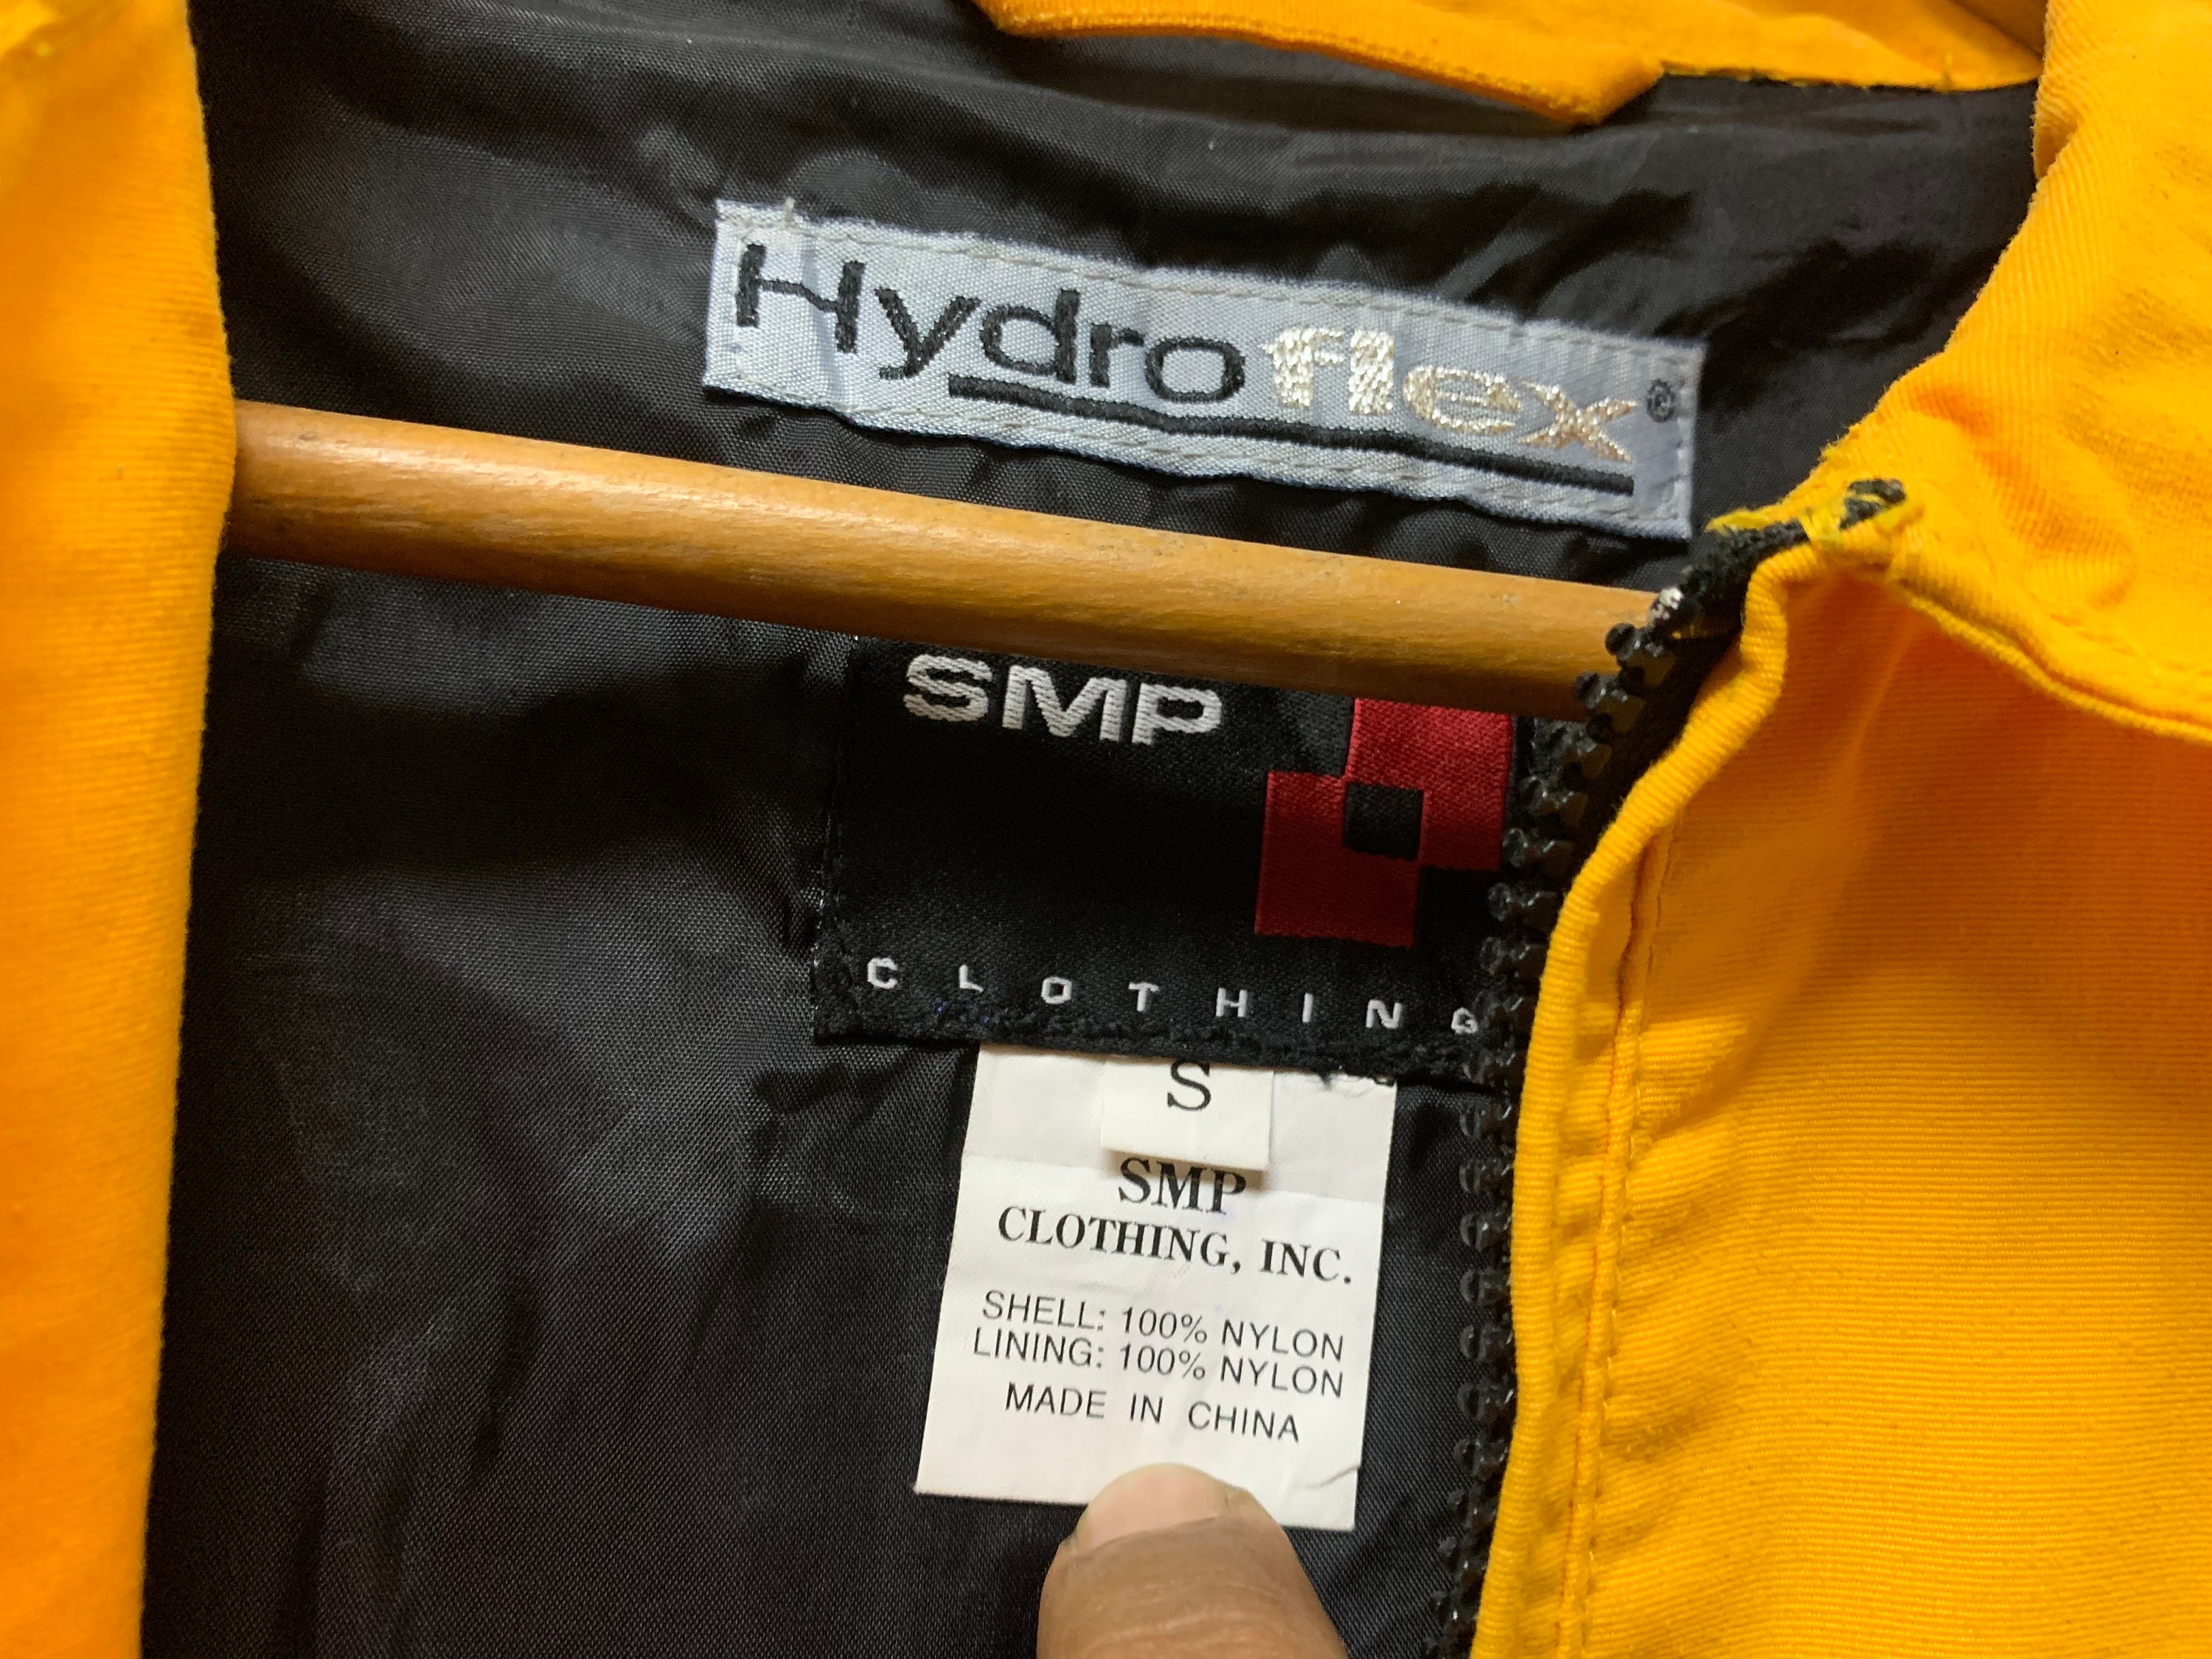 Hydroflex®
SMP
CLOTHING
S
SMP
CLOTHING, INC.
SHELL: 100% NYLON
LINING: 100% NYLON
MADE IN CHINA